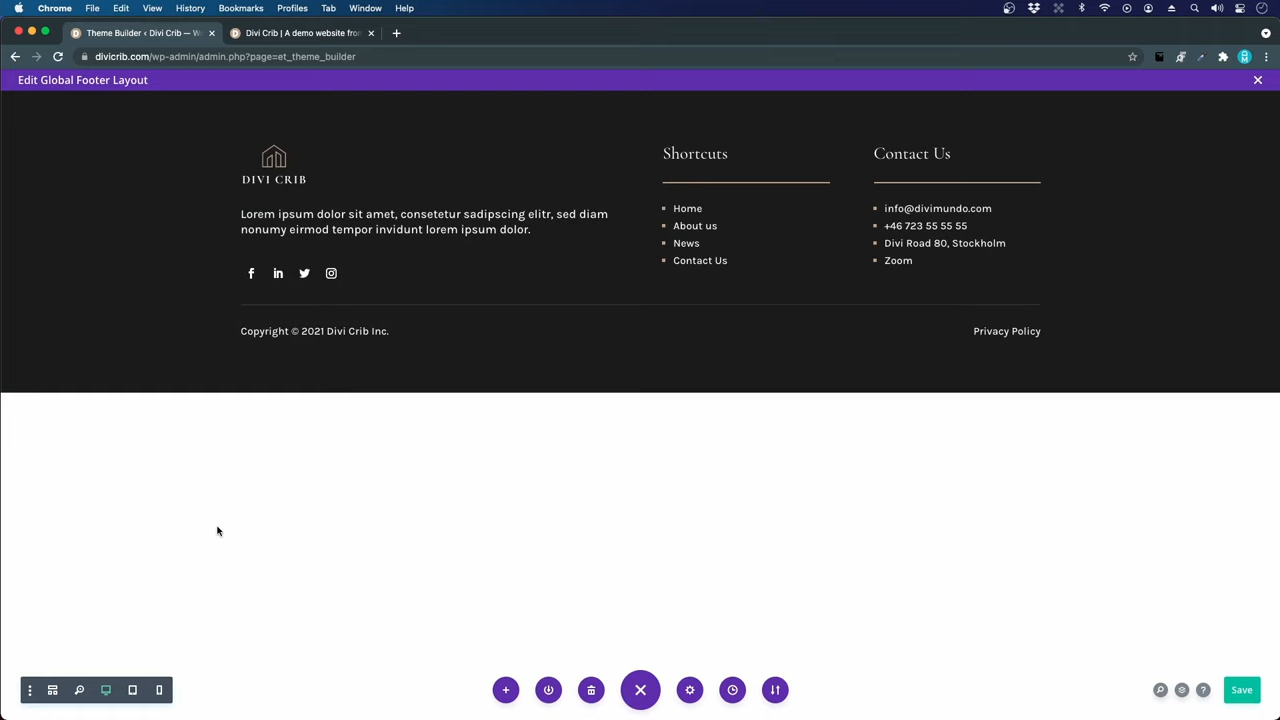 Chrome File Edit View History Bookmarks Profiles Tab Window Help
Theme Builder ‹ Divi Crib — W
Divi Crib | A demo website from
divicrib.com/wp-admin/admin.php?page=et_theme_builder
Edit Global Footer Layout
DIVI CRIB
Lorem ipsum dolor sit amet, consetetur sadipscing elitr, sed diam
nonumy eirmod tempor invidunt lorem ipsum dolor.
Shortcuts
Home
About us
News
Contact Us
Contact Us
info@divimundo.com
+46 723 55 55 55
Divi Road 80, Stockholm
Zoom
Copyright © 2021 Divi Crib Inc.
Privacy Policy
Save